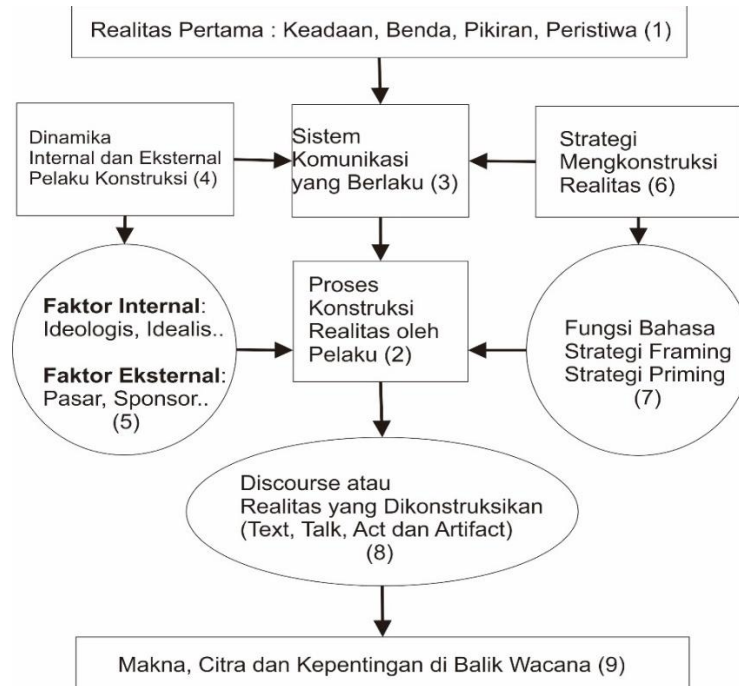 Realitas Pertama : Keadaan, Benda, Pikiran, Peristiwa (1)
Dinamika
Internal dan Eksternal
Pelaku Konstruksi (4)
Sistem
Komunikasi
yang Berlaku (3)
Strategi
Mengkonstruksi
Realitas (6)
Faktor Internal:
Ideologis, Idealis..
Faktor Eksternal:
Pasar, Sponsor..
(5)
Proses
Konstruksi
Realitas oleh
Pelaku (2)
Fungsi Bahasa
Strategi Framing
Strategi Priming
(7)
Discourse atau
Realitas yang Dikonstruksikan
(Text, Talk, Act dan Artifact)
(8)
Makna, Citra dan Kepentingan di Balik Wacana (9)